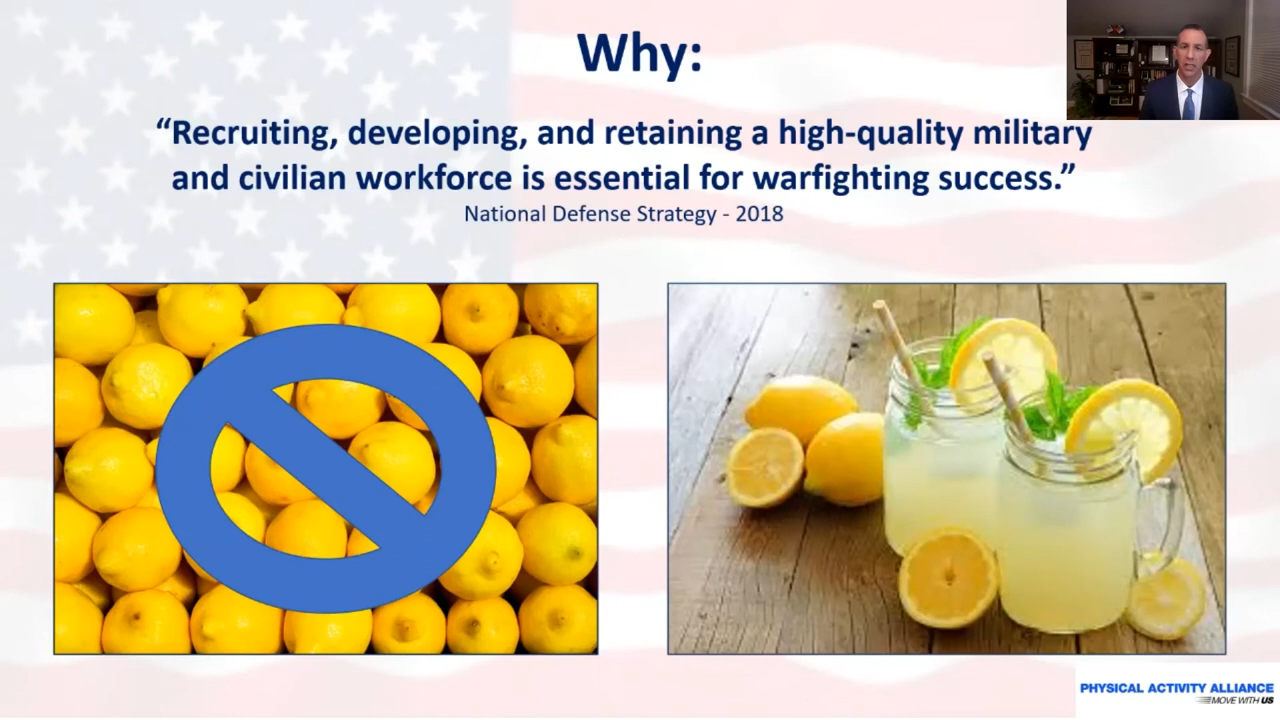 Why:
“Recruiting, developing, and retaining a high-quality military
and civilian workforce is essential for warfighting success.”
National Defense Strategy - 2018
PHYSICAL ACTIVITY ALLIANCE
MOVE WITH US